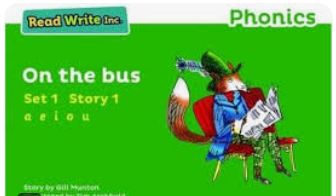 Read Write Inc.
Phonics
On the bus
Set 1 Story 1
a e i o u
Story by Gill Munton